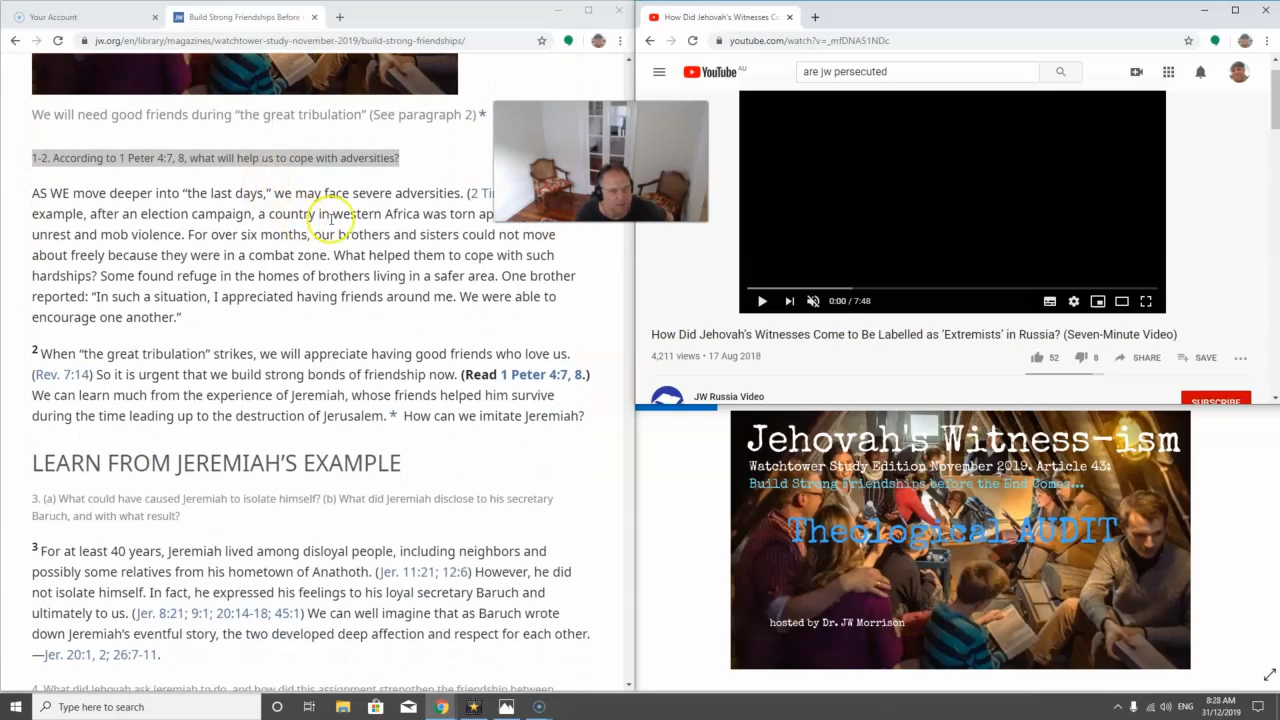 Your Account
Build Strong Friendships Before
jw.org/en/library/magazines/watchtower-study-november-2019/build-strong-friendships/
We will need good friends during “the great tribulation” (See paragraph 2) *
1-2. According to 1 Peter 4:7, 8, what will help us to cope with adversities?
AS WE move deeper into “the last days,” we may face severe adversities. (2
example, after an election campaign, a country in western Africa was torn
unrest and mob violence. For over six months, our brothers and sisters could not move
about freely because they were in a combat zone. What helped them to cope with such
hardships? Some found refuge in the homes of brothers living in a safer area. One brother
reported: “In such a situation, I appreciated having friends around me. We were able to
encourage one another.”
2 When “the great tribulation” strikes, we will appreciate having good friends who love us.
(Rev. 7:14) So it is urgent that we build strong bonds of friendship now. (Read 1 Peter 4:7, 8.)
We can learn much from the experience of Jeremiah, whose friends helped him survive
during the time leading up to the destruction of Jerusalem. * How can we imitate Jeremiah?
LEARN FROM JEREMIAH’S EXAMPLE
3. (a) What could have caused Jeremiah to isolate himself? (b) What did Jeremiah disclose to his secretary
Baruch, and with what result?
3 For at least 40 years, Jeremiah lived among disloyal people, including neighbors and
possibly some relatives from his hometown of Anathoth. (Jer. 11:21; 12:6) However, he did
not isolate himself. In fact, he expressed his feelings to his loyal secretary Baruch and
ultimately to us. (Jer. 8:21; 9:1; 20:14-18; 45:1) We can well imagine that as Baruch wrote
down Jeremiah’s eventful story, the two developed deep affection and respect for each other.
—Jer. 20:1, 2; 26:7-11.
4. What did Jehovah ask Jeremiah to do, and how did this assignment strengthen the friendship between
How Did Jehovah's Witnesses Co
youtube.com/watch?v=_mfDNA51NDc
YouTube AU
are jw persecuted
0:00 / 7:48
How Did Jehovah’s Witnesses Come to Be Labelled as ‘Extremists’ in Russia? (Seven-Minute Video)
4,211 views • 17 Aug 2018
52
8
SHARE
SAVE
JW Russia Video
SUBSCRIBE
Jehovah's Witness-ism
Watchtower Study Edition November 2019. Article 43:
Build Strong Friendships before the End Comes...
Theological AUDIT
hosted by Dr. JW Morrison
Type here to search
ENG
8:28 AM
31/12/2019